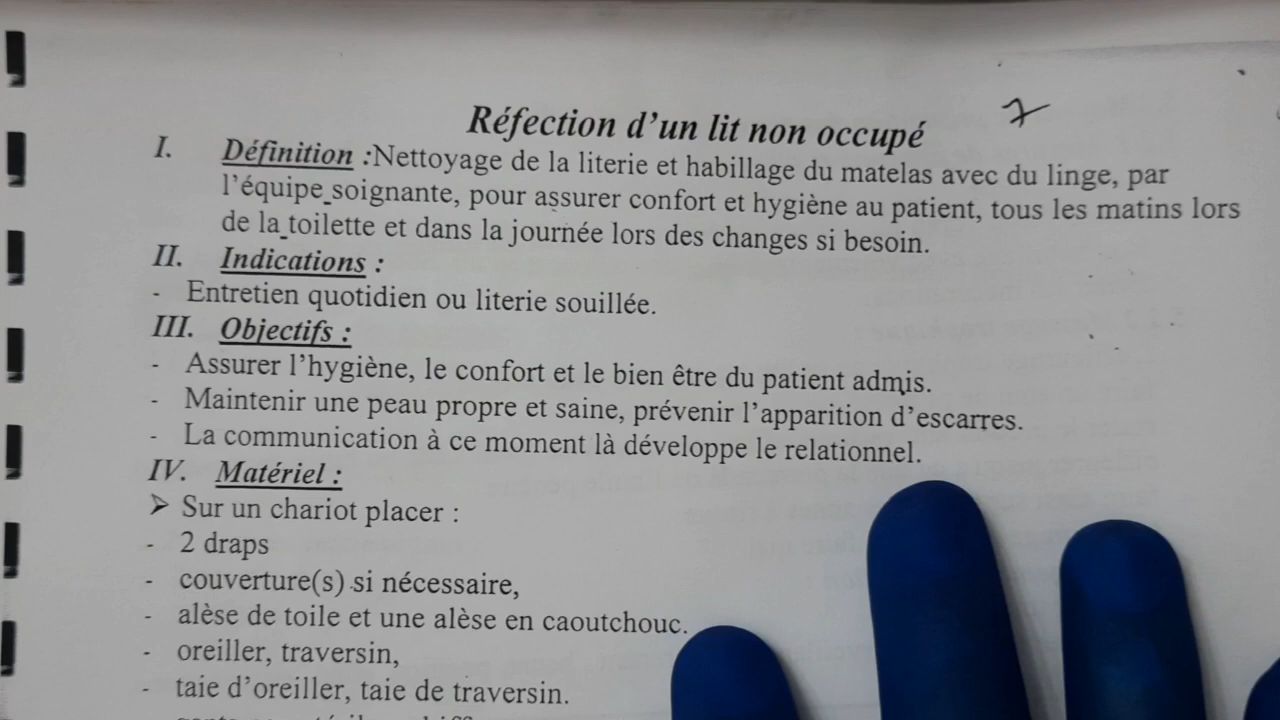 Réfection d'un lit non occupé 7
I. Définition :Nettoyage de la literie et habillage du matelas avec du linge, par
l'équipe soignante, pour assurer confort et hygiène au patient, tous les matins lors
de la toilette et dans la journée lors des changes si besoin.
II. Indications :
- Entretien quotidien ou literie souillée.
III. Objectifs :
- Assurer l'hygiène, le confort et le bien être du patient admis.
- Maintenir une peau propre et saine, prévenir l'apparition d'escarres.
- La communication à ce moment là développe le relationnel.
IV. Matériel :
➢ Sur un chariot placer :
- 2 draps
- couverture(s) si nécessaire,
- alèse de toile et une alèse en caoutchouc.
- oreiller, traversin,
- taie d'oreiller, taie de traversin.